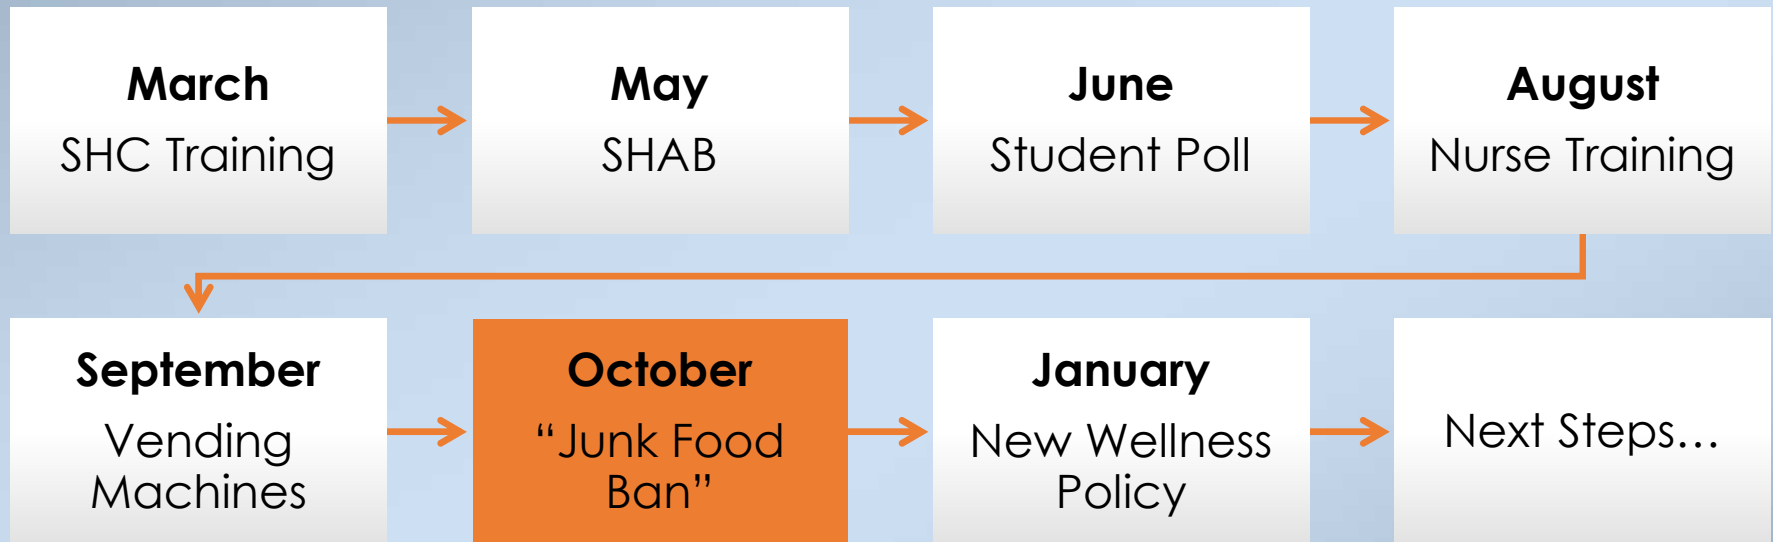 March
SHC Training
May
SHAB
June
Student Poll
August
Nurse Training
September
Vending
Machines
October
“Junk Food
Ban”
January
New Wellness
Policy
Next Steps…